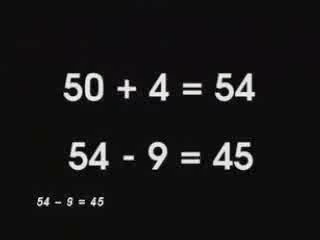 50 + 4 = 54
54 - 9 = 45
54 – 9 = 45